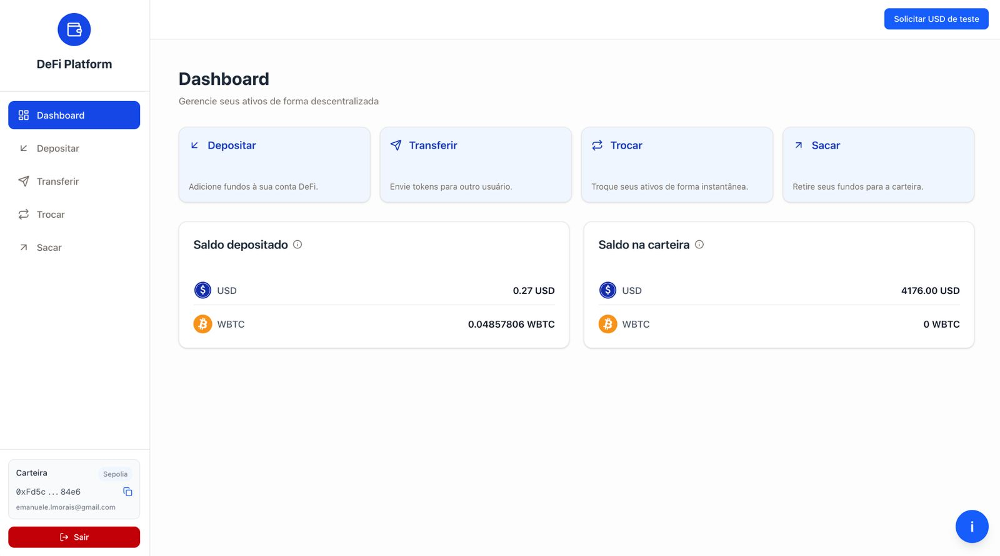 DeFi Platform
Dashboard
Depositar
Transferir
Trocar
Sacar
Carteira
Sepolia
0xFd5c ... 84e6
emanuele.lmorais@gmail.com
Sair
Solicitar USD de teste
Dashboard
Gerencie seus ativos de forma descentralizada
Depositar
Adicione fundos à sua conta DeFi.
Transferir
Envie tokens para outro usuário.
Trocar
Troque seus ativos de forma instantânea.
Sacar
Retire seus fundos para a carteira.
Saldo depositado
USD 0.27 USD
WBTC 0.04857806 WBTC
Saldo na carteira
USD 4176.00 USD
WBTC 0 WBTC